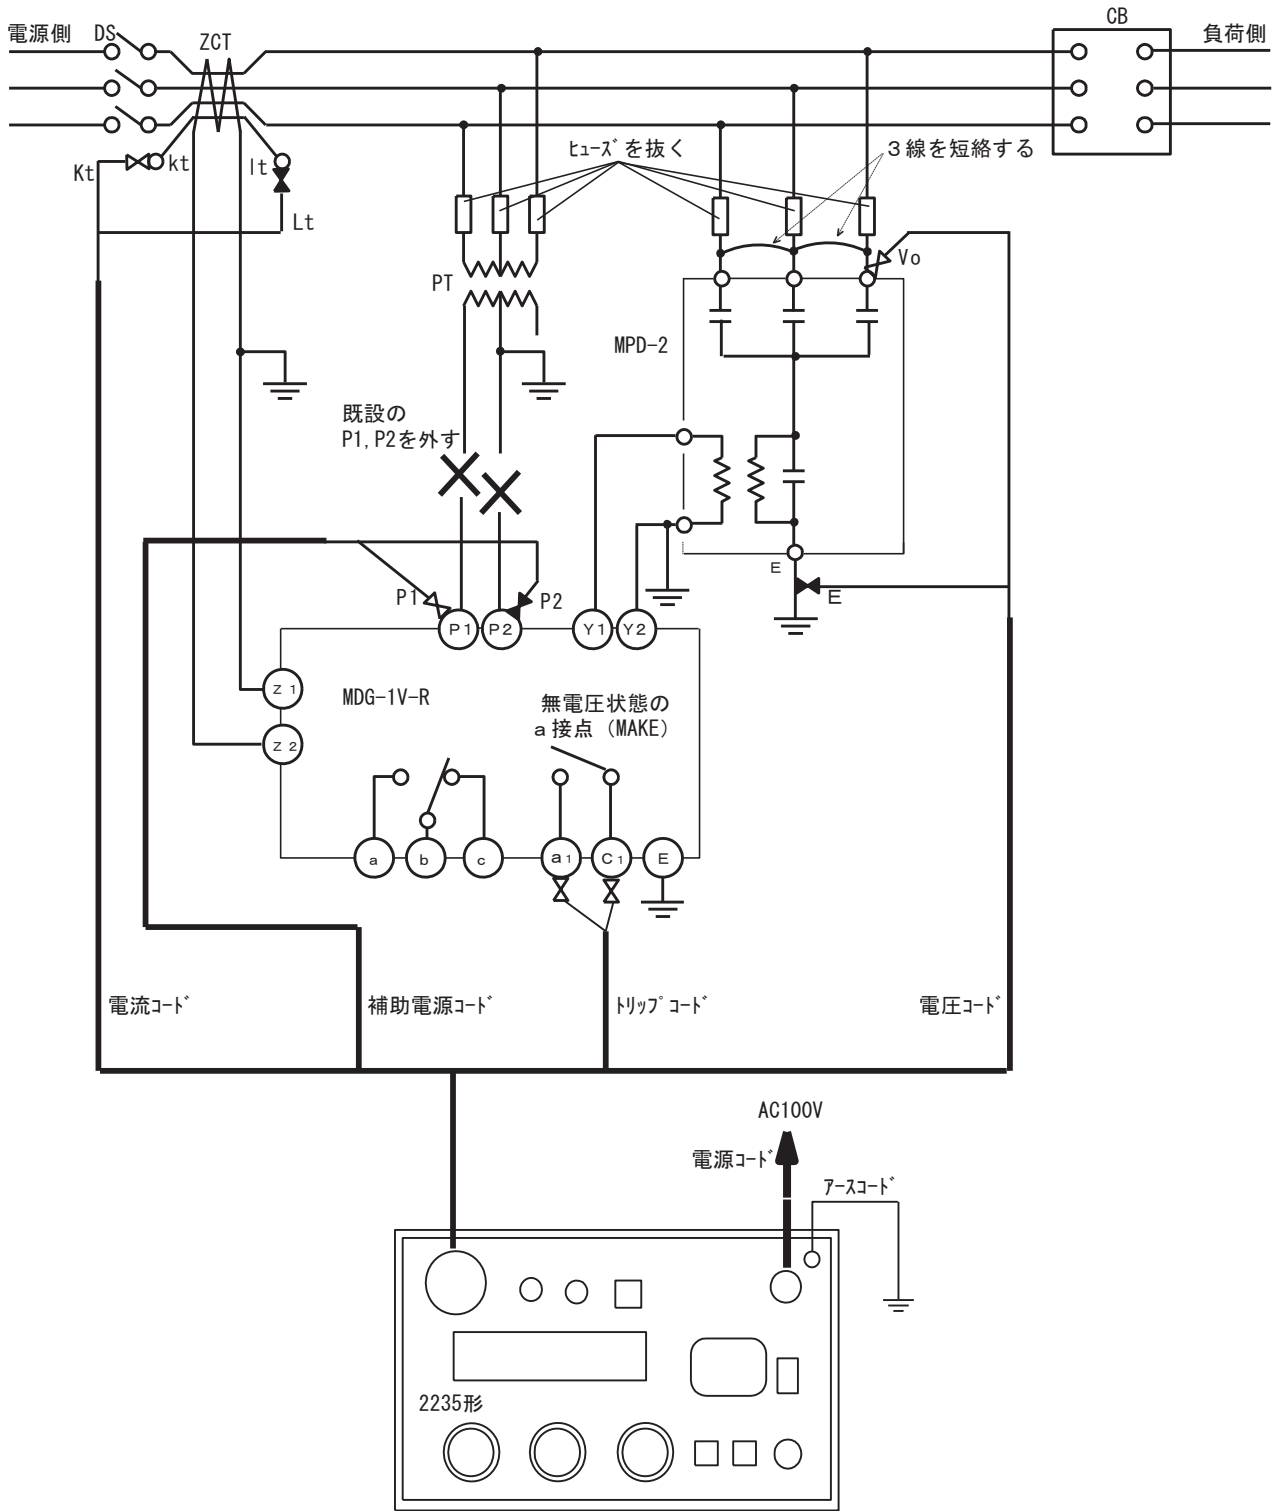 電源側
DS
ZCT
CB
負荷側
Kt
kt
lt
Lt
ﾋｭｰｽﾞを抜く
３線を短絡する
Vo
PT
MPD-2
既設の
P1,P2を外す
E
E
P1
P2
P1
P2
Y1
Y2
Z1
Z2
MDG-1V-R
無電圧状態の
a接点（MAKE）
a
b
c
a1
C1
E
電流ｺｰﾄﾞ
補助電源ｺｰﾄﾞ
ﾄﾘｯﾌﾟｺｰﾄﾞ
電圧ｺｰﾄﾞ
AC100V
電源ｺｰﾄﾞ
ｱｰｽｺｰﾄﾞ
2235形